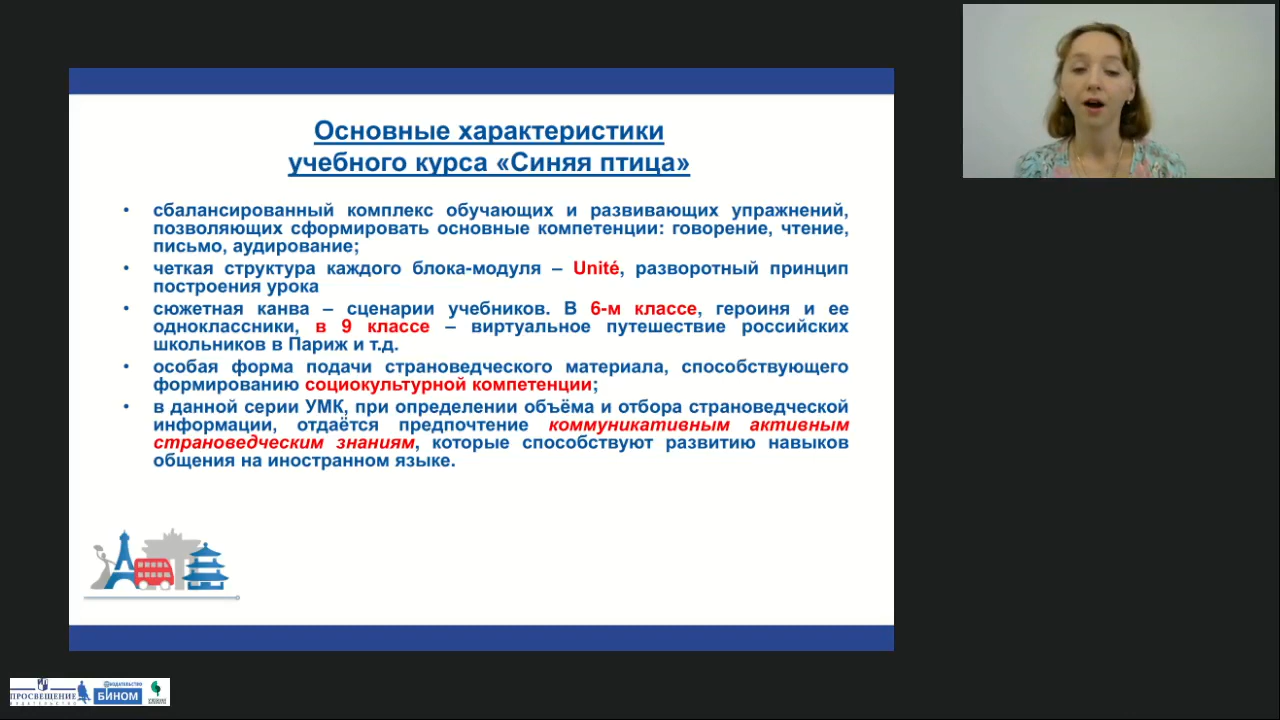 Основные характеристики
учебного курса «Синяя птица»
• сбалансированный комплекс обучающих и развивающих упражнений,
позволяющих сформировать основные компетенции: говорение, чтение,
письмо, аудирование;
• четкая структура каждого блока-модуля – Unité, разворотный принцип
построения урока
• сюжетная канва – сценарии учебников. В 6-м классе, героиня и ее
одноклассники, в 9 классе – виртуальное путешествие российских
школьников в Париж и т.д.
• особая форма подачи страноведческого материала, способствующего
формированию социокультурной компетенции;
• в данной серии УМК, при определении объёма и отбора страноведческой
информации, отдаётся предпочтение коммуникативным активным
страноведческим знаниям, которые способствуют развитию навыков
общения на иностранном языке.
ПРОСВЕЩЕНИЕ
ИЗДАТЕЛЬСТВО
ИЗДАТЕЛЬСТВО
БИНОМ